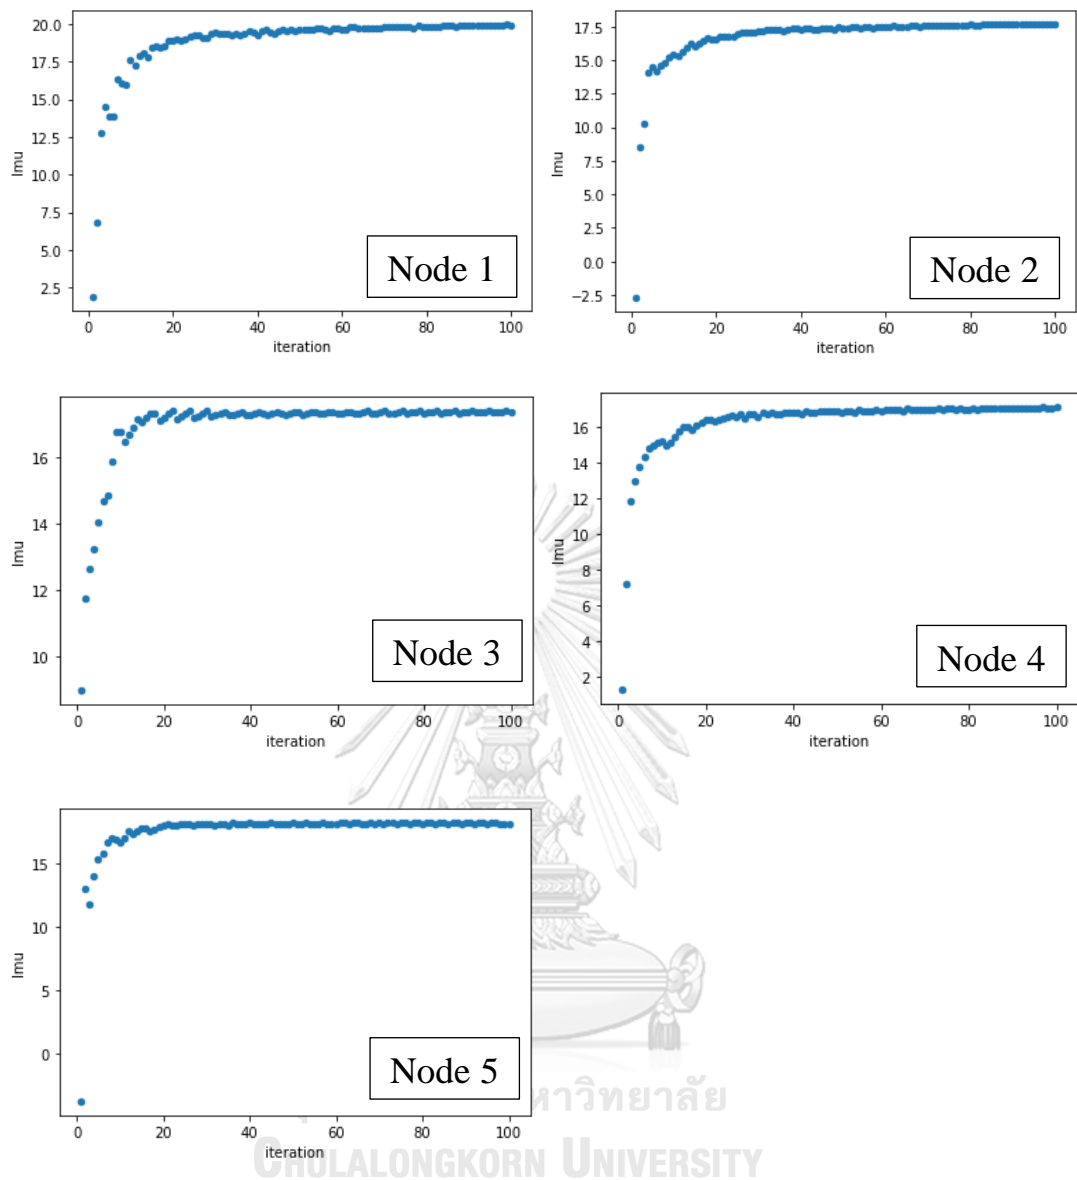 20.0
17.5
15.0
12.5
10.0
7.5
5.0
2.5
lmu
Node 1
0 20 40 60 80 100
iteration
17.5
15.0
12.5
10.0
7.5
5.0
2.5
0.0
−2.5
lmu
Node 2
0 20 40 60 80 100
iteration
16
14
12
10
lmu
Node 3
0 20 40 60 80 100
iteration
16
14
12
10
8
6
4
2
lmu
Node 4
0 20 40 60 80 100
iteration
15
10
5
0
lmu
Node 5
0 20 40 60 80 100
iteration
หาวิทยาลัย
CHULALONGKORN UNIVERSITY